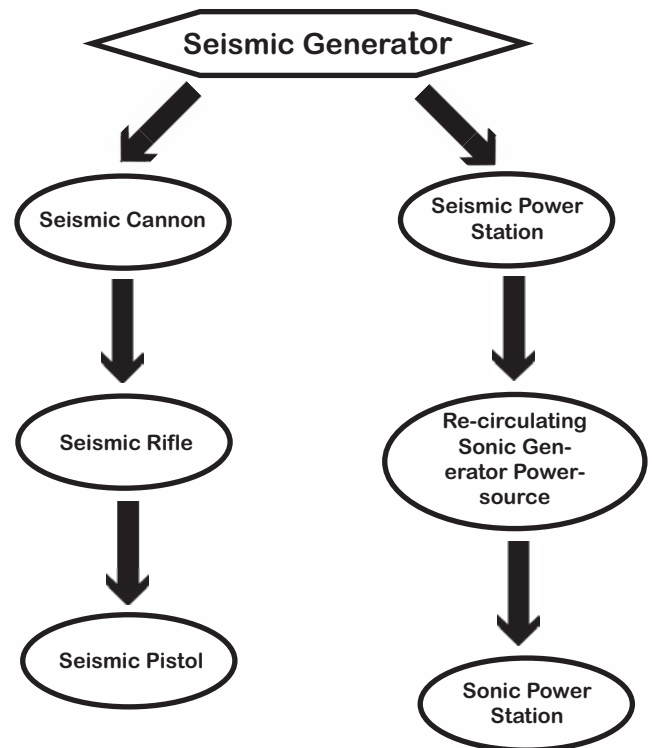 Seismic Generator
Seismic Cannon
Seismic Power
Station
Seismic Rifle
Re-circulating
Sonic Gen-
erator Power-
source
Seismic Pistol
Sonic Power
Station